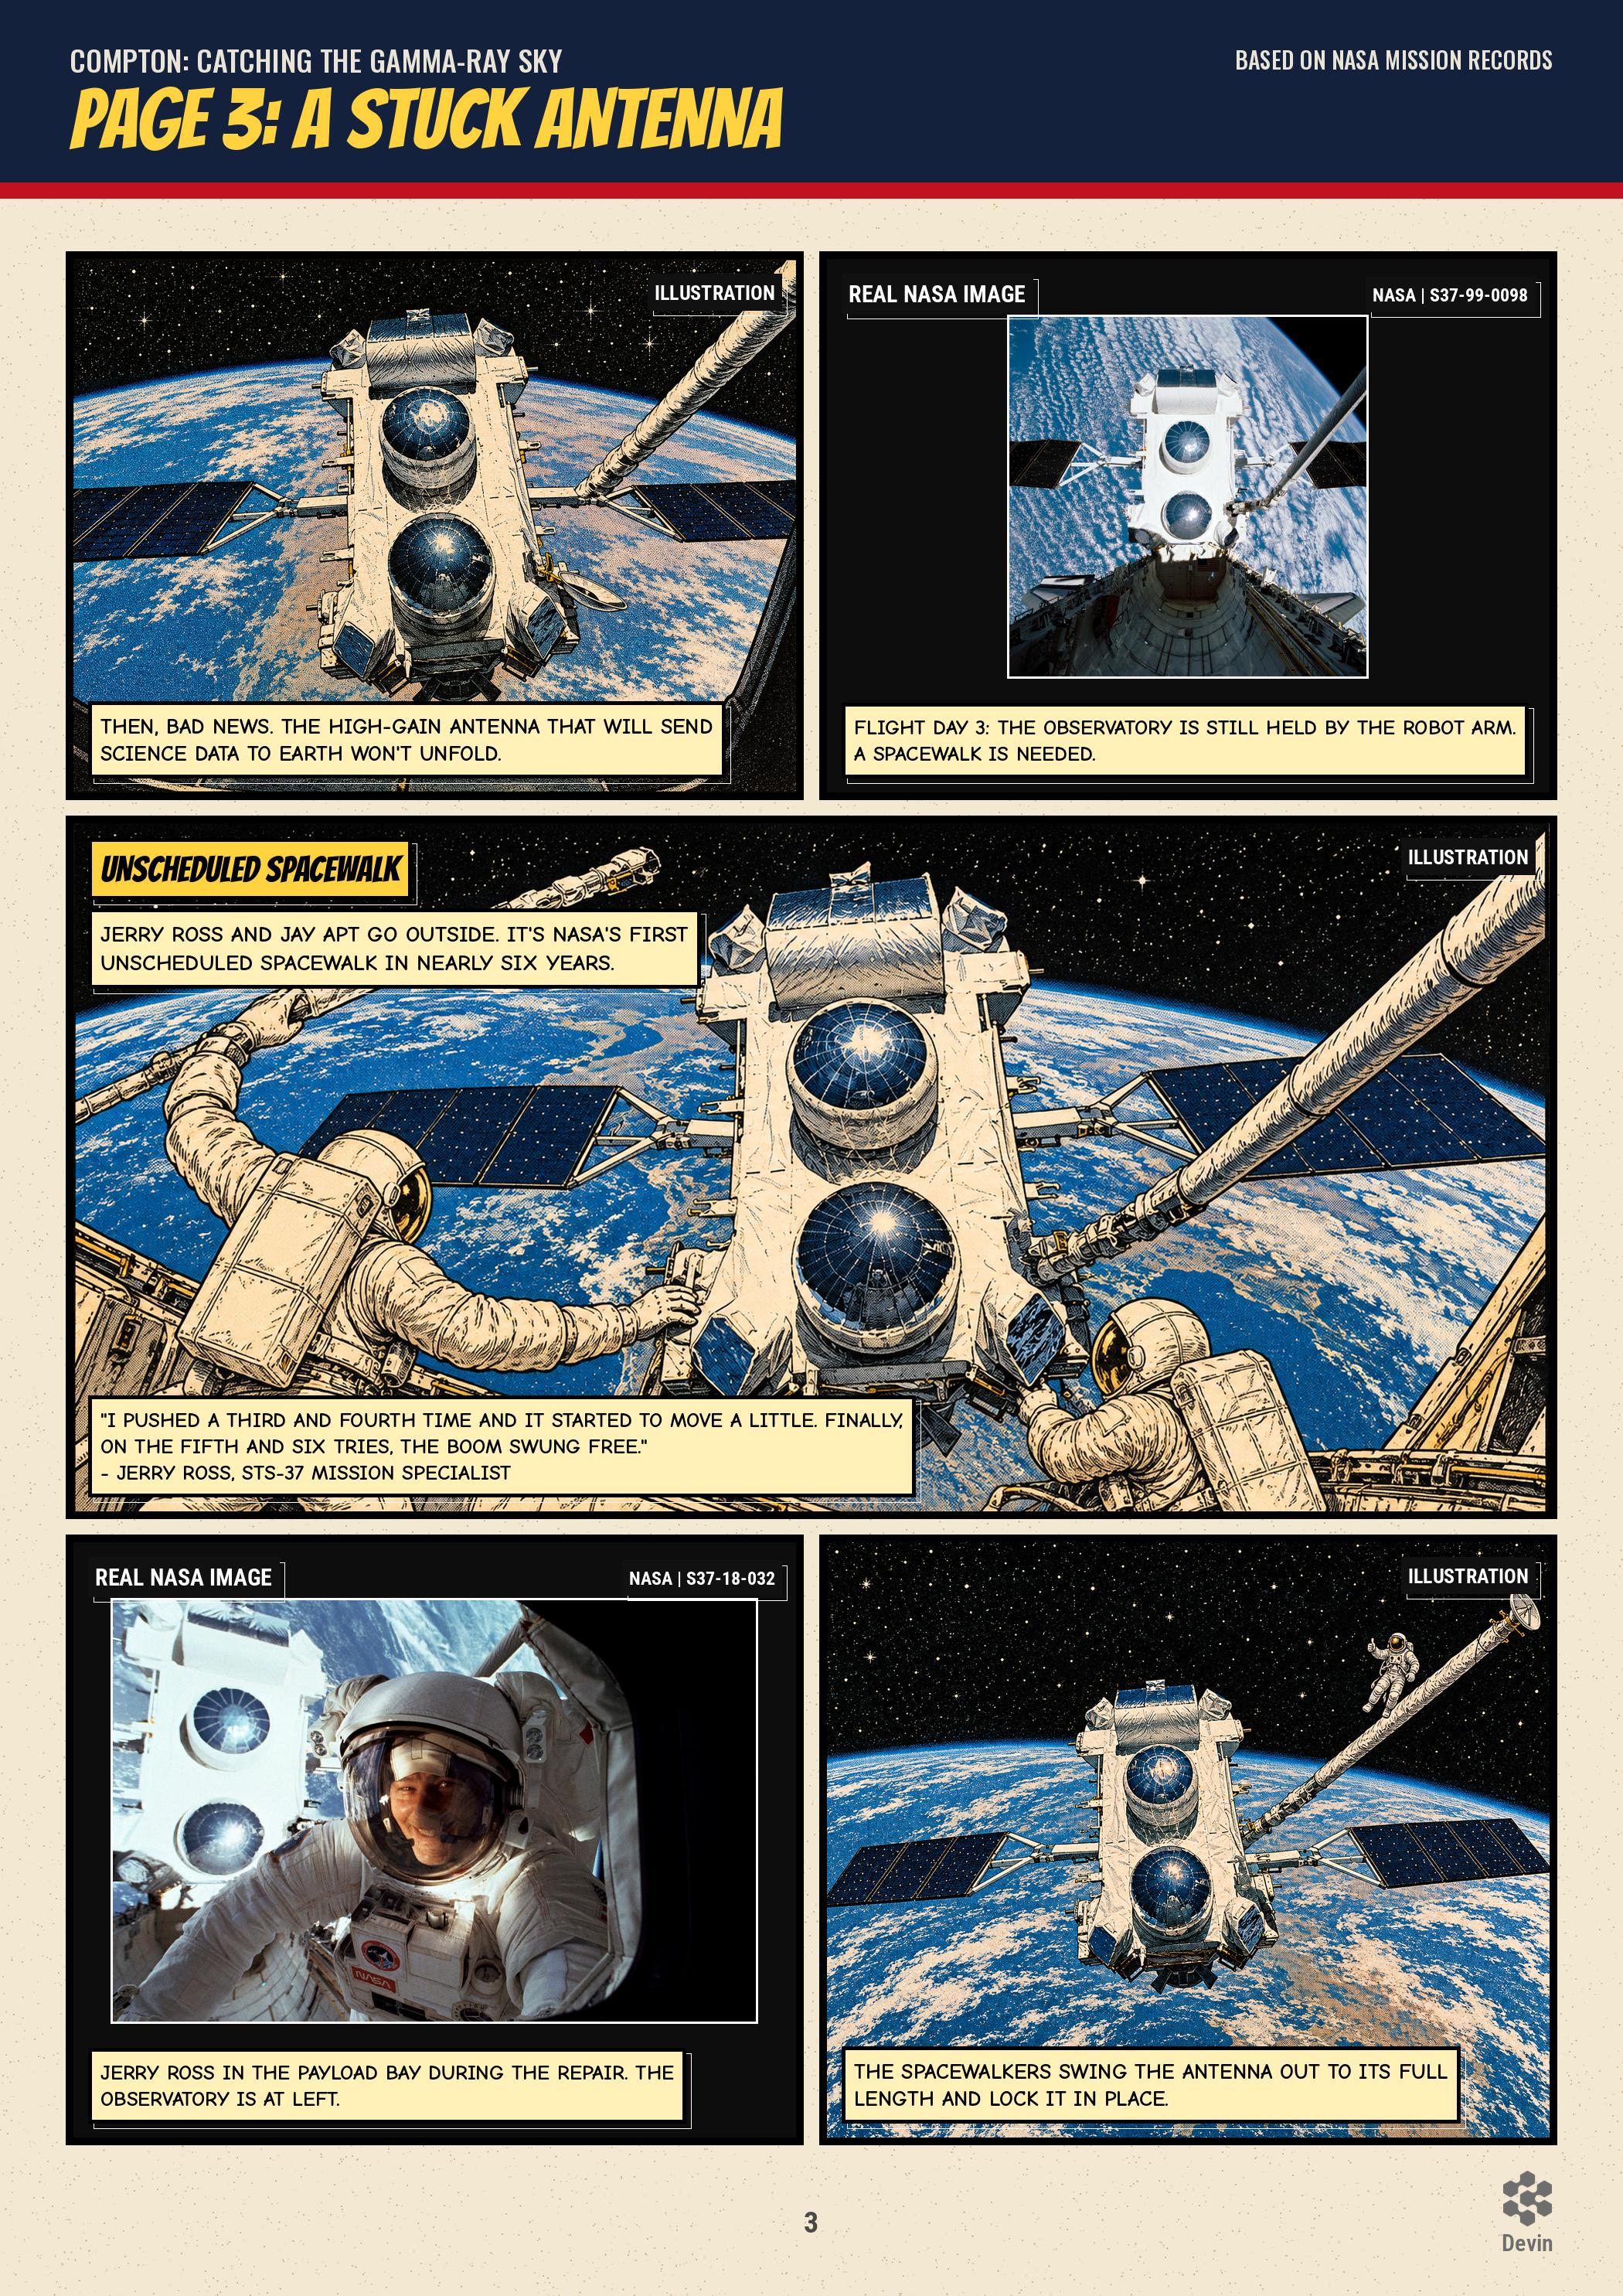 COMPTON: CATCHING THE GAMMA-RAY SKY
BASED ON NASA MISSION RECORDS
PAGE 3: A STUCK ANTENNA
ILLUSTRATION
THEN, BAD NEWS. THE HIGH-GAIN ANTENNA THAT WILL SEND
SCIENCE DATA TO EARTH WON'T UNFOLD.
REAL NASA IMAGE
NASA | S37-99-0098
FLIGHT DAY 3: THE OBSERVATORY IS STILL HELD BY THE ROBOT ARM.
A SPACEWALK IS NEEDED.
UNSCHEDULED SPACEWALK
ILLUSTRATION
JERRY ROSS AND JAY APT GO OUTSIDE. IT'S NASA'S FIRST
UNSCHEDULED SPACEWALK IN NEARLY SIX YEARS.
"I PUSHED A THIRD AND FOURTH TIME AND IT STARTED TO MOVE A LITTLE. FINALLY,
ON THE FIFTH AND SIX TRIES, THE BOOM SWUNG FREE."
- JERRY ROSS, STS-37 MISSION SPECIALIST
REAL NASA IMAGE
NASA | S37-18-032
NASA
JERRY ROSS IN THE PAYLOAD BAY DURING THE REPAIR. THE
OBSERVATORY IS AT LEFT.
ILLUSTRATION
THE SPACEWALKERS SWING THE ANTENNA OUT TO ITS FULL
LENGTH AND LOCK IT IN PLACE.
3
Devin